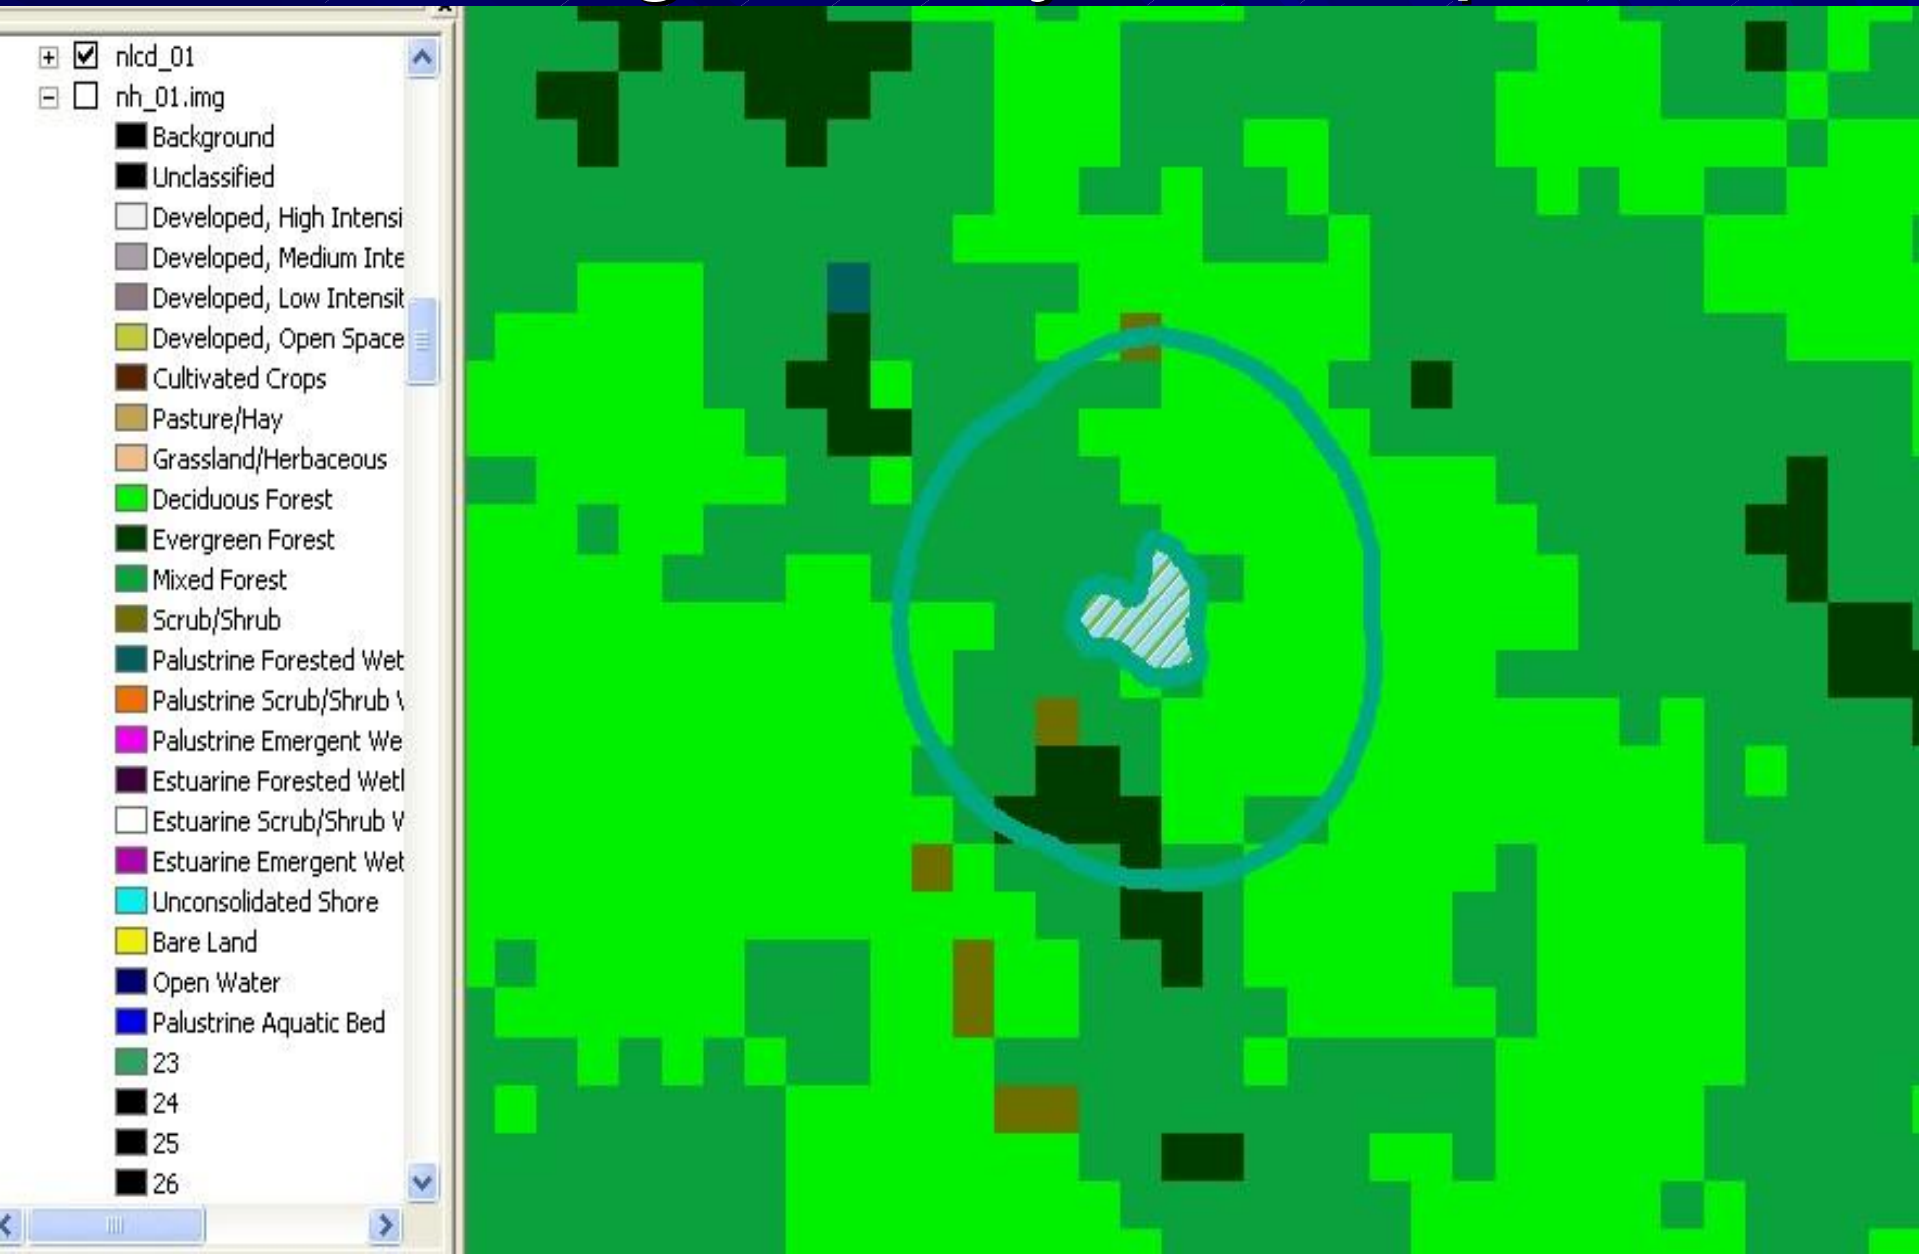 nlcd_01
nh_01.img
Background
Unclassified
Developed, High Intensi
Developed, Medium Inte
Developed, Low Intensit
Developed, Open Space
Cultivated Crops
Pasture/Hay
Grassland/Herbaceous
Deciduous Forest
Evergreen Forest
Mixed Forest
Scrub/Shrub
Palustrine Forested Wet
Palustrine Scrub/Shrub
Palustrine Emergent We
Estuarine Forested Wetl
Estuarine Scrub/Shrub
Estuarine Emergent Wet
Unconsolidated Shore
Bare Land
Open Water
Palustrine Aquatic Bed
23
24
25
26